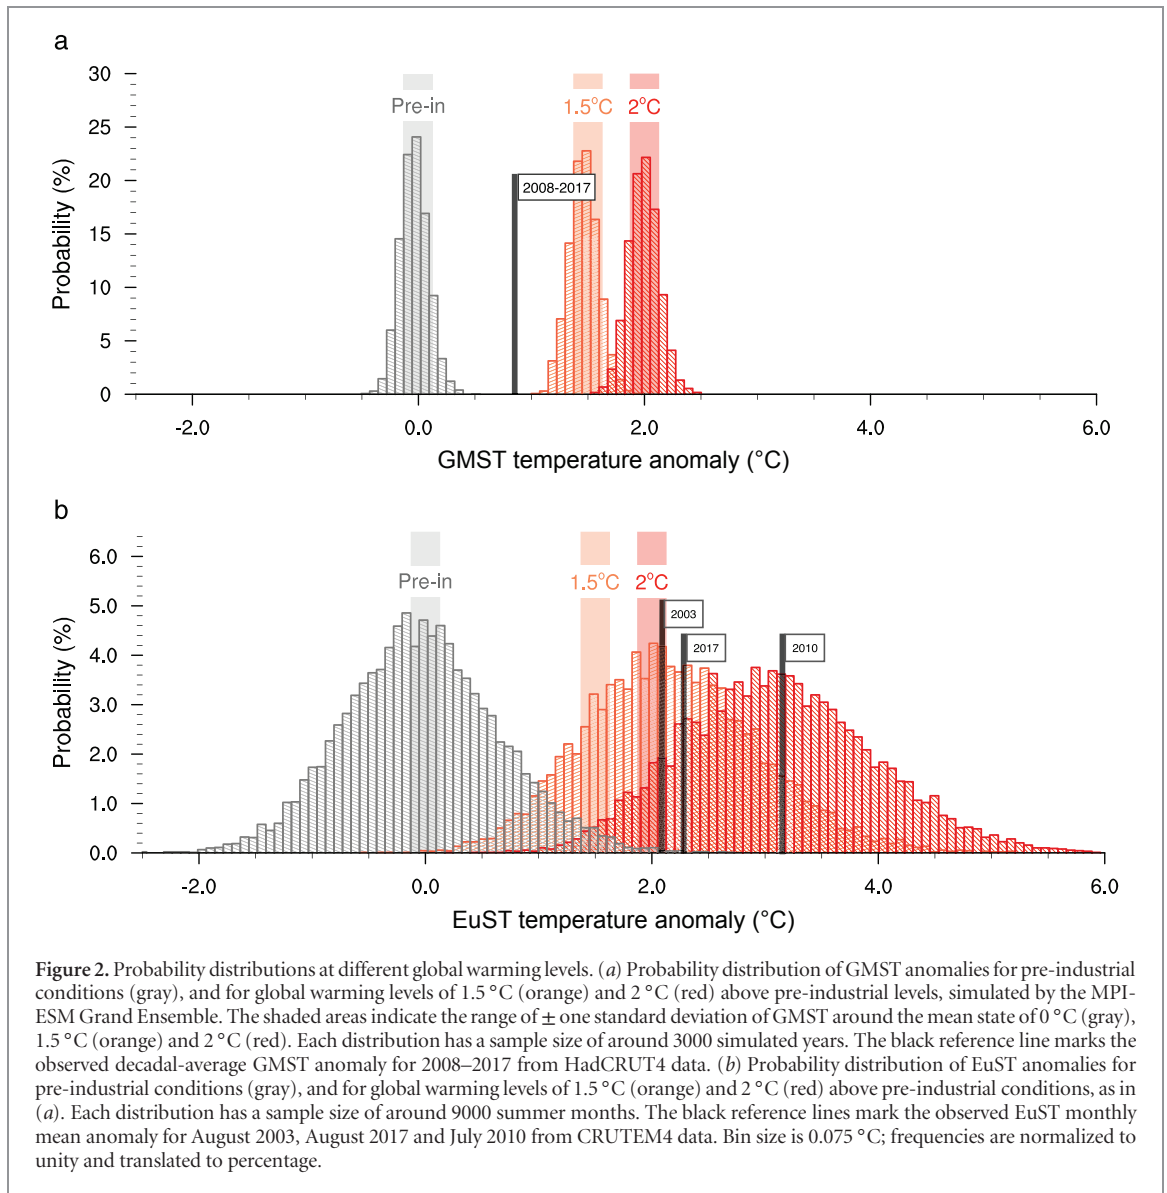 a
30
25
20
15
10
5
0
Probability (%)
Pre-in
1.5°C
2°C
2008-2017
-2.0
0.0
2.0
4.0
6.0
GMST temperature anomaly (°C)
b
6.0
5.0
4.0
3.0
2.0
1.0
0.0
Probability (%)
Pre-in
1.5°C
2°C
2003
2017
2010
-2.0
0.0
2.0
4.0
6.0
EuST temperature anomaly (°C)
Figure 2. Probability distributions at different global warming levels. (a) Probability distribution of GMST anomalies for pre-industrial
conditions (gray), and for global warming levels of 1.5 °C (orange) and 2 °C (red) above pre-industrial levels, simulated by the MPI-
ESM Grand Ensemble. The shaded areas indicate the range of ± one standard deviation of GMST around the mean state of 0 °C (gray),
1.5 °C (orange) and 2 °C (red). Each distribution has a sample size of around 3000 simulated years. The black reference line marks the
observed decadal-average GMST anomaly for 2008–2017 from HadCRUT4 data. (b) Probability distribution of EuST anomalies for
pre-industrial conditions (gray), and for global warming levels of 1.5 °C (orange) and 2 °C (red) above pre-industrial conditions, as in
(a). Each distribution has a sample size of around 9000 summer months. The black reference lines mark the observed EuST monthly
mean anomaly for August 2003, August 2017 and July 2010 from CRUTEM4 data. Bin size is 0.075 °C; frequencies are normalized to
unity and translated to percentage.